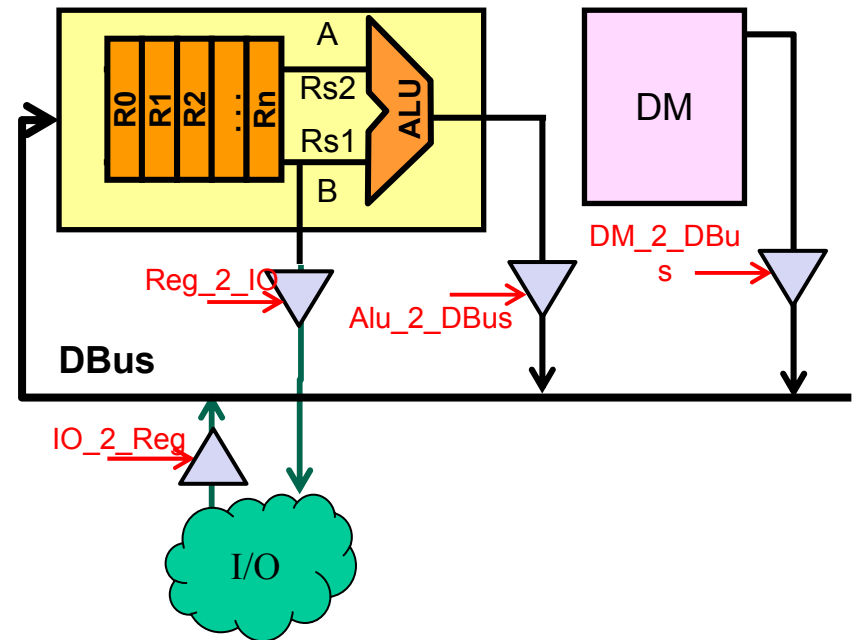 A
Rs2
Rs1
B
R0
R1
R2
...
Rn
ALU
DM
Reg_2_IO
Alu_2_DBus
DM_2_DBu
s
DBus
IO_2_Reg
I/O